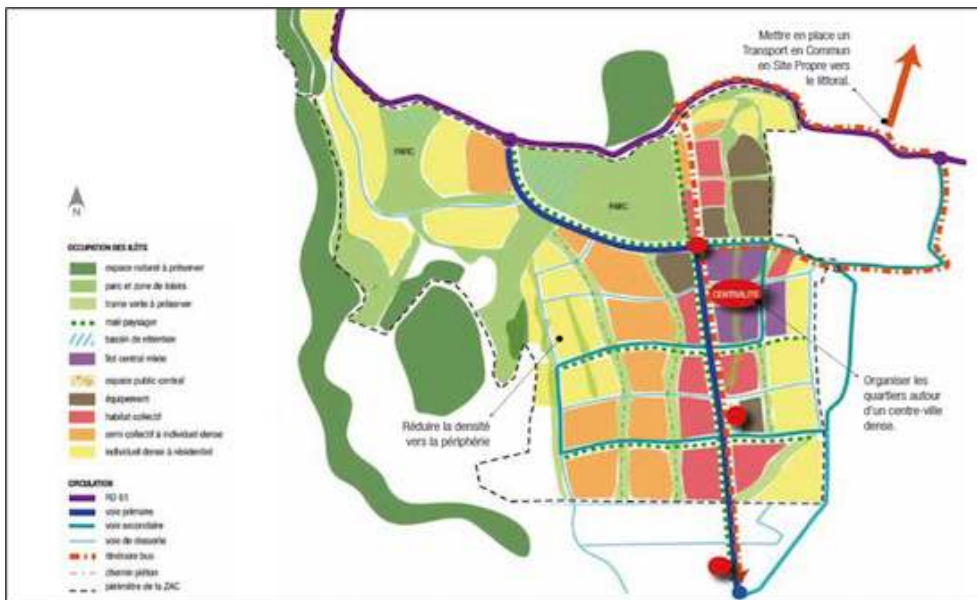 Mettre en place un
Transport en Commun
en Site Propre vers
le littoral.
PARC
PARC
N
CENTRALITÉ
Organiser les
quartiers autour
d'un centre-ville
dense.
Réduire la densité
vers la périphérie
OCCUPATION DES ILÔTS
espace naturel à préserver
parc et zone de loisirs
trame verte à préserver
mail paysager
bassin de rétention
îlot central mixte
espace public central
équipement
habitat collectif
semi collectif à individuel dense
individuel dense à résidentiel
CIRCULATION
RD 61
voie primaire
voie secondaire
voie de desserte
itinéraire bus
chemin piéton
périmètre de la ZAC